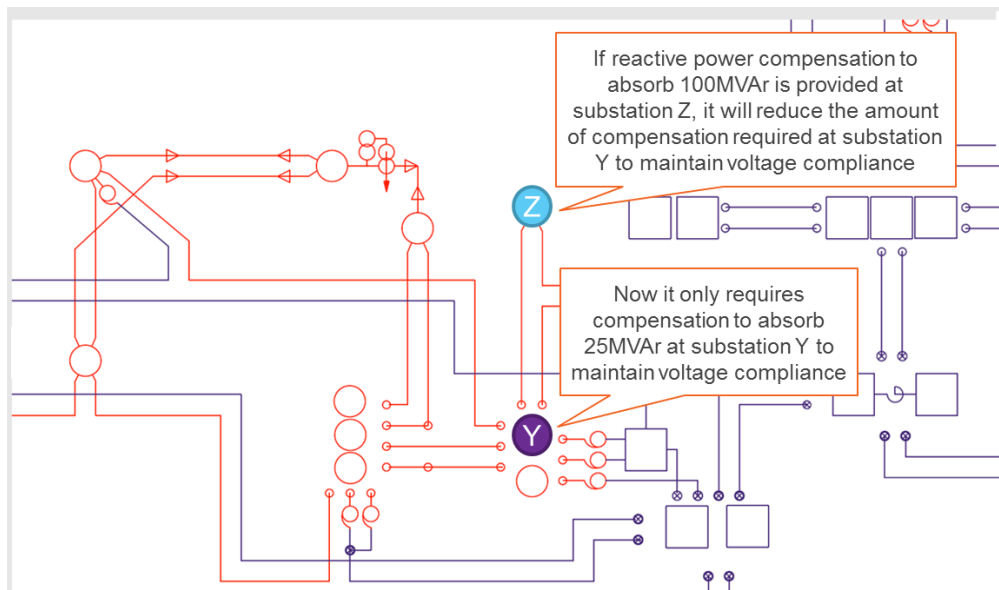 If reactive power compensation to
absorb 100MVAr is provided at
substation Z, it will reduce the amount
of compensation required at substation
Y to maintain voltage compliance
Z
Now it only requires
compensation to absorb
25MVAr at substation Y to
maintain voltage compliance
Y